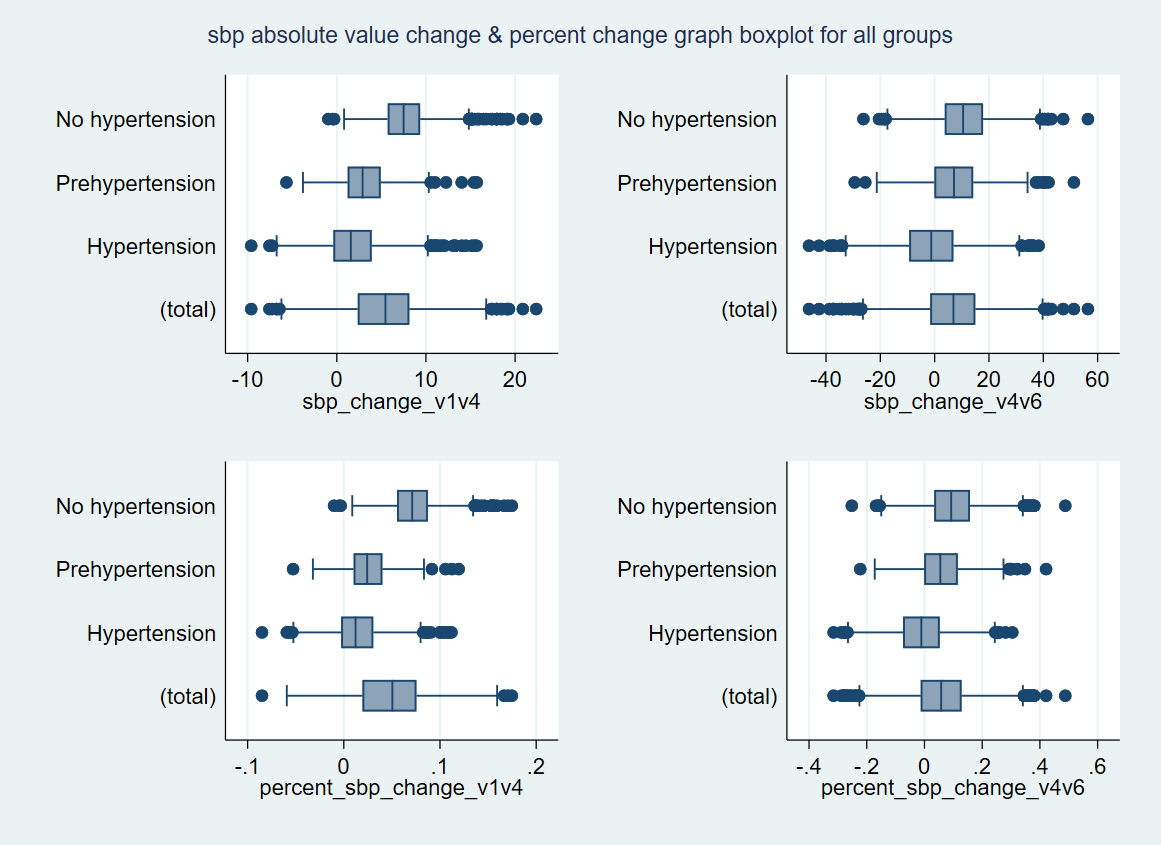 sbp absolute value change & percent change graph boxplot for all groups
No hypertension
Prehypertension
Hypertension
(total)
-10 0 10 20
sbp_change_v1v4
No hypertension
Prehypertension
Hypertension
(total)
-40 -20 0 20 40 60
sbp_change_v4v6
No hypertension
Prehypertension
Hypertension
(total)
-.1 0 .1 .2
percent_sbp_change_v1v4
No hypertension
Prehypertension
Hypertension
(total)
-.4 -.2 0 .2 .4 .6
percent_sbp_change_v4v6